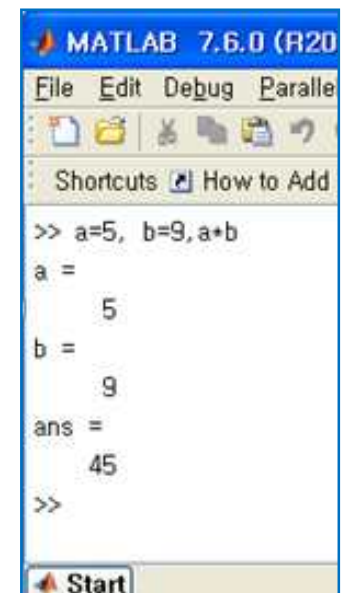 MATLAB 7.6.0 (R20
File Edit Debug Paralle
Shortcuts How to Add
>> a=5, b=9,a*b
a =
5
b =
9
ans =
45
>>
Start